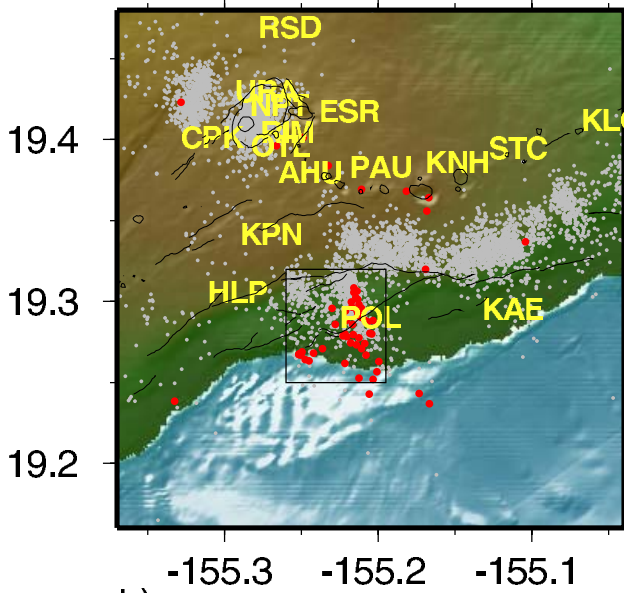 RSD
ESR
KLC
STC
KNH
PAU
AHU
KPN
HLP
POL
KAE
19.4
19.3
19.2
-155.3
-155.2
-155.1